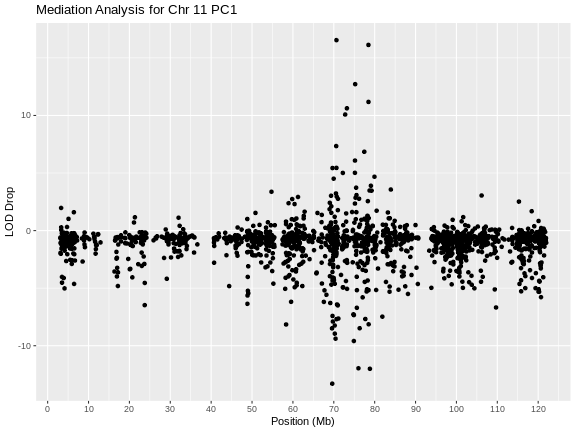 Mediation Analysis for Chr 11 PC1
LOD Drop
10
0
-10
0 10 20 30 40 50 60 70 80 90 100 110 120
Position (Mb)